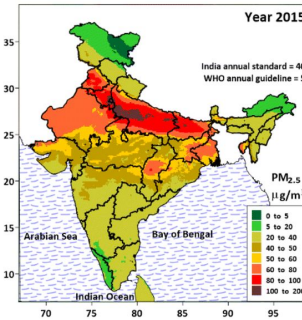 Year 2015
India annual standard = 40
WHO annual guideline = 5
35
30
25
20
15
10
PM2.5
μg/m
0 to 5
5 to 20
20 to 40
40 to 50
50 to 60
60 to 80
80 to 100
100 to 200
Arabian Sea
Bay of Bengal
Indian Ocean
70
75
80
85
90
95